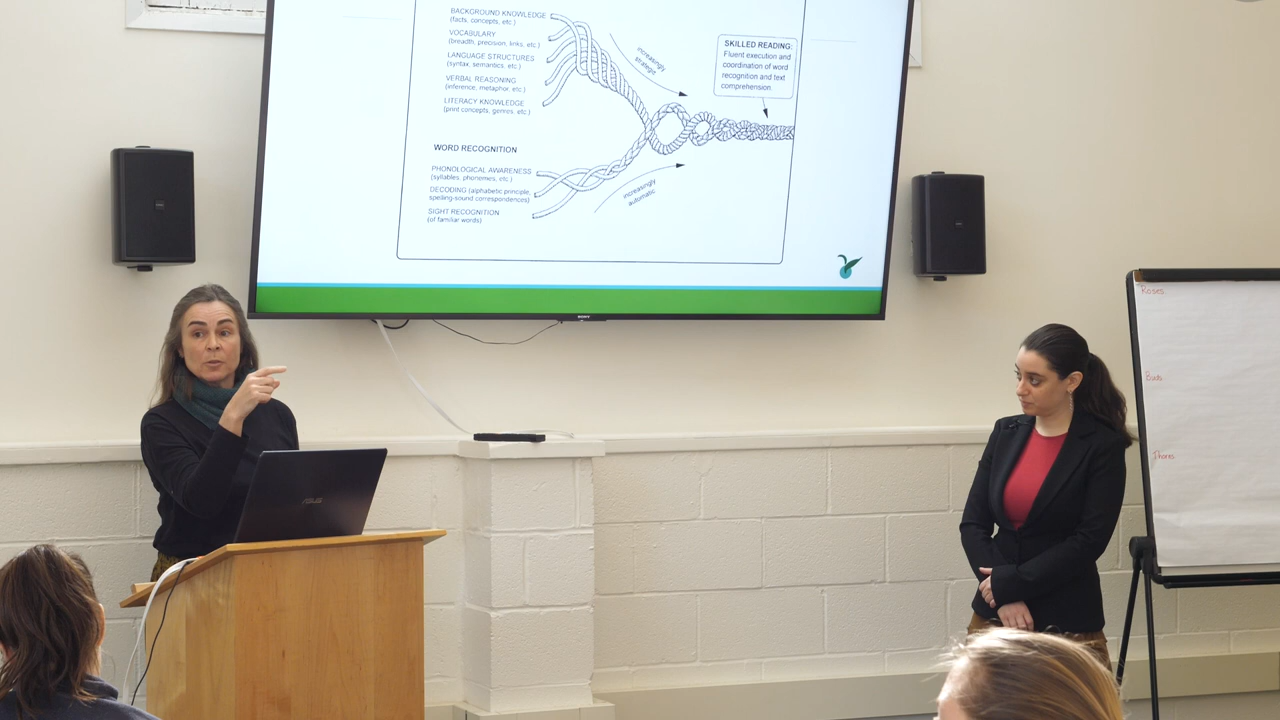 BACKGROUND KNOWLEDGE
(facts, concepts, etc.)
VOCABULARY
(breadth, precision, links, etc.)
LANGUAGE STRUCTURES
(syntax, semantics, etc.)
VERBAL REASONING
(inference, metaphor, etc.)
LITERACY KNOWLEDGE
(print concepts, genres, etc.)
increasingly
strategic
SKILLED READING:
Fluent execution and
coordination of word
recognition and text
comprehension.
WORD RECOGNITION
PHONOLOGICAL AWARENESS
(syllables, phonemes, etc.)
DECODING (alphabetic principle,
spelling-sound correspondences)
SIGHT RECOGNITION
(of familiar words)
increasingly
automatic
SONY
ASUS
Roses
Buds
Thorns